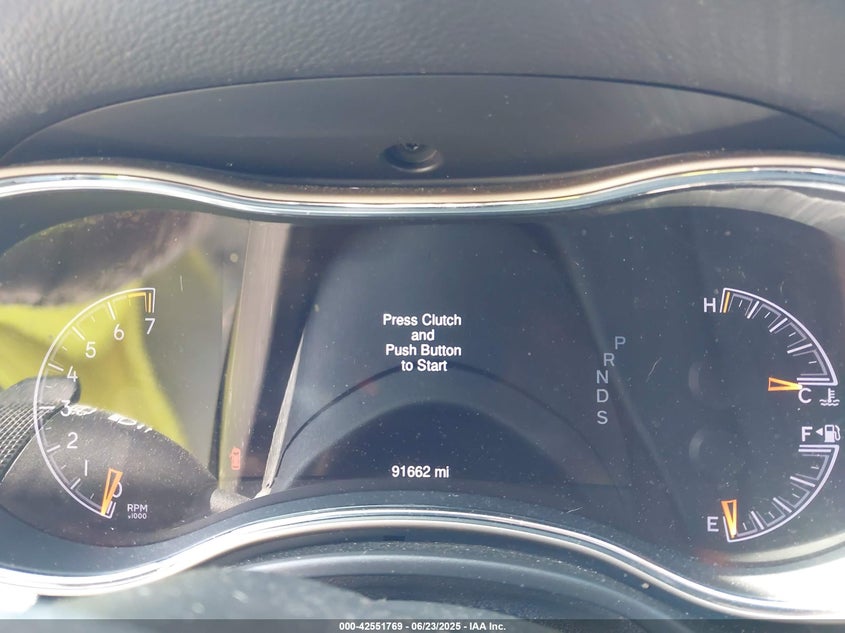 Press Clutch
and
Push Button
to Start
91662 mi
7
6
5
4
3
2
1
0
RPM
x1000
P
R
N
D
S
H
C
F
E
000-42551769 - 06/23/2025 - IAA Inc.